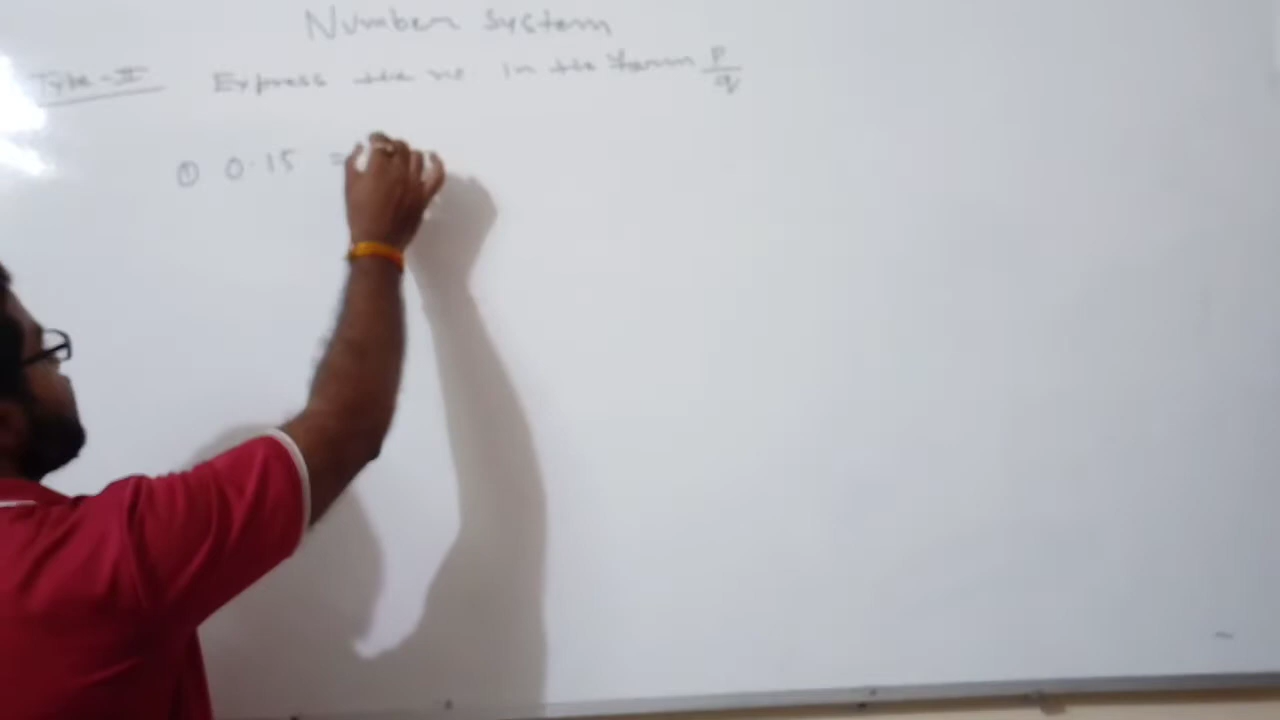 Number System
Type-II Express the no. in the form P/q
① 0.15 =